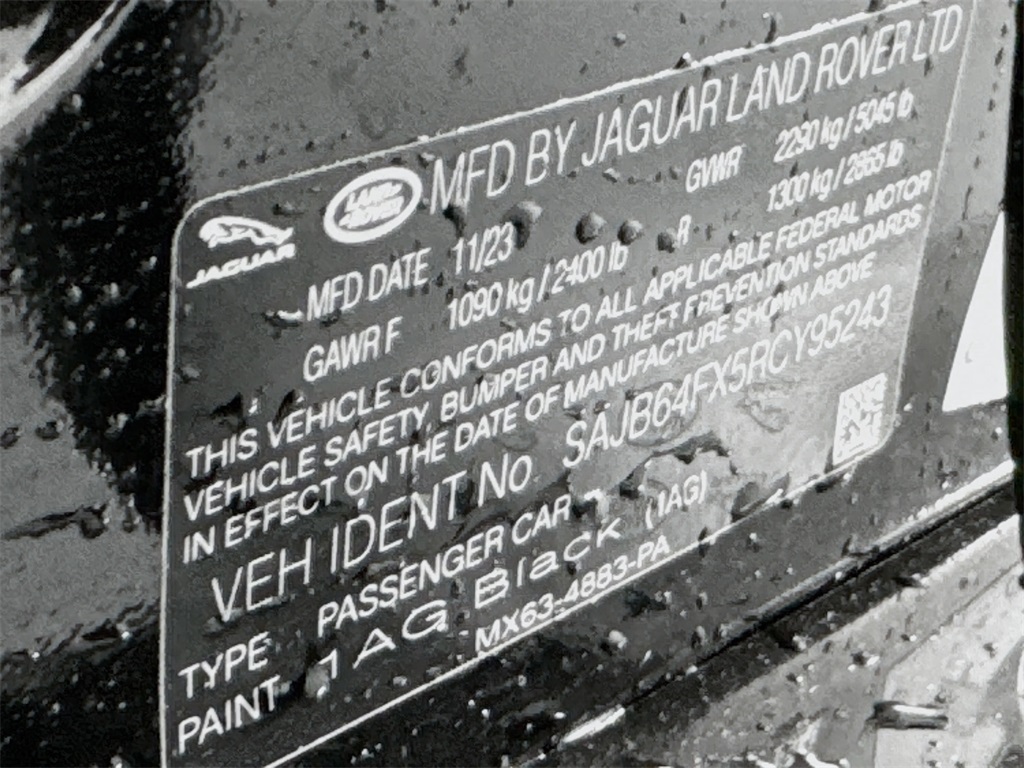 JAGUAR
LAND ROVER
MFD BY JAGUAR LAND ROVER LTD
MFD DATE 11/23 GVWR 2290 kg / 5045 lb
GAWR F 1090 kg / 2400 lb R 1300 kg / 2865 lb
THIS VEHICLE CONFORMS TO ALL APPLICABLE FEDERAL MOTOR
VEHICLE SAFETY, BUMPER AND THEFT PREVENTION STANDARDS
IN EFFECT ON THE DATE OF MANUFACTURE SHOWN ABOVE
VEH IDENT No SAJB64FX5RCY95243
TYPE PASSENGER CAR
PAINT 1AG Black (1AG)
MX63-4883-PA